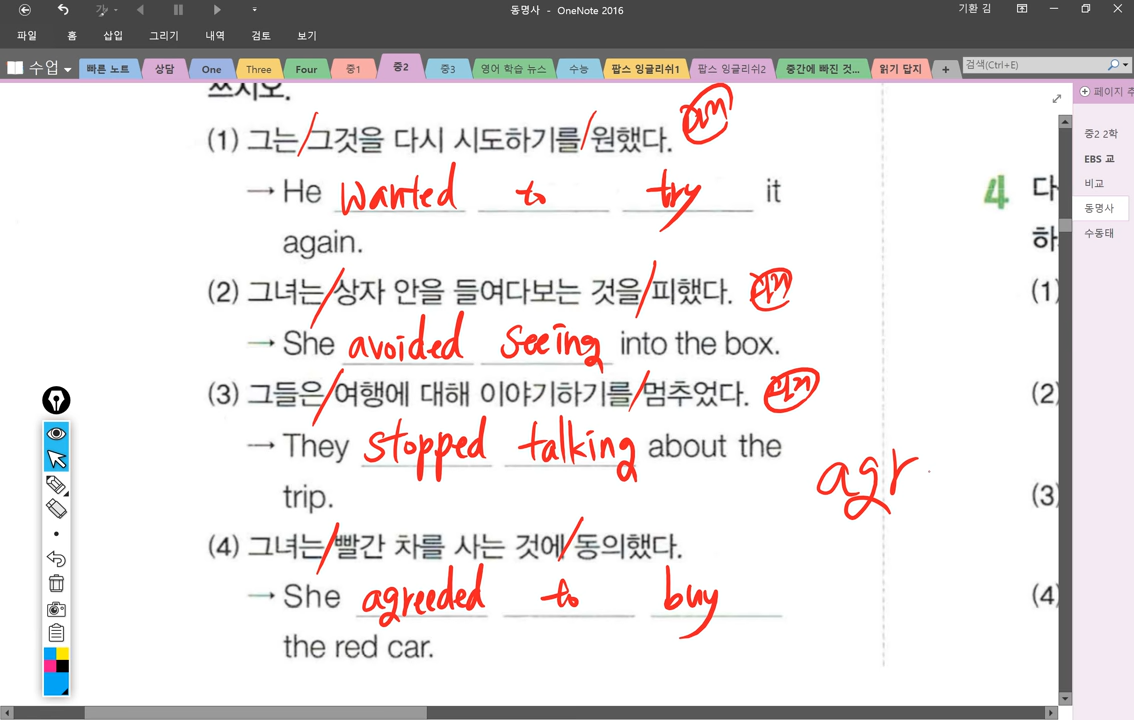 동명사 - OneNote 2016
기환 김
파일 홈 삽입 그리기 내역 검토 보기
수업 빠른 노트 상담 One Three Four 중1 중2 중3 영어 학습 뉴스 수능 팝스 잉글리쉬1 팝스 잉글리쉬2 중간에 빠진 것... 읽기 답지 + 검색(Ctrl+E)
페이지 추
중2 2학
EBS 교
비교
동명사
수동태
쓰시오.
(1) 그는/그것을 다시 시도하기를/원했다. 과거
→ He wanted to try it
again.
(2) 그녀는/상자 안을 들여다보는 것을/피했다. 과거
→ She avoided seeing into the box.
(3) 그들은/여행에 대해 이야기하기를/멈추었다. 과거
→ They stopped talking about the
trip.
agr
(4) 그녀는/빨간 차를 사는 것에/동의했다.
→ She agreeded to buy
the red car.
4 다
하
(1)
(2)
(3)
(4)